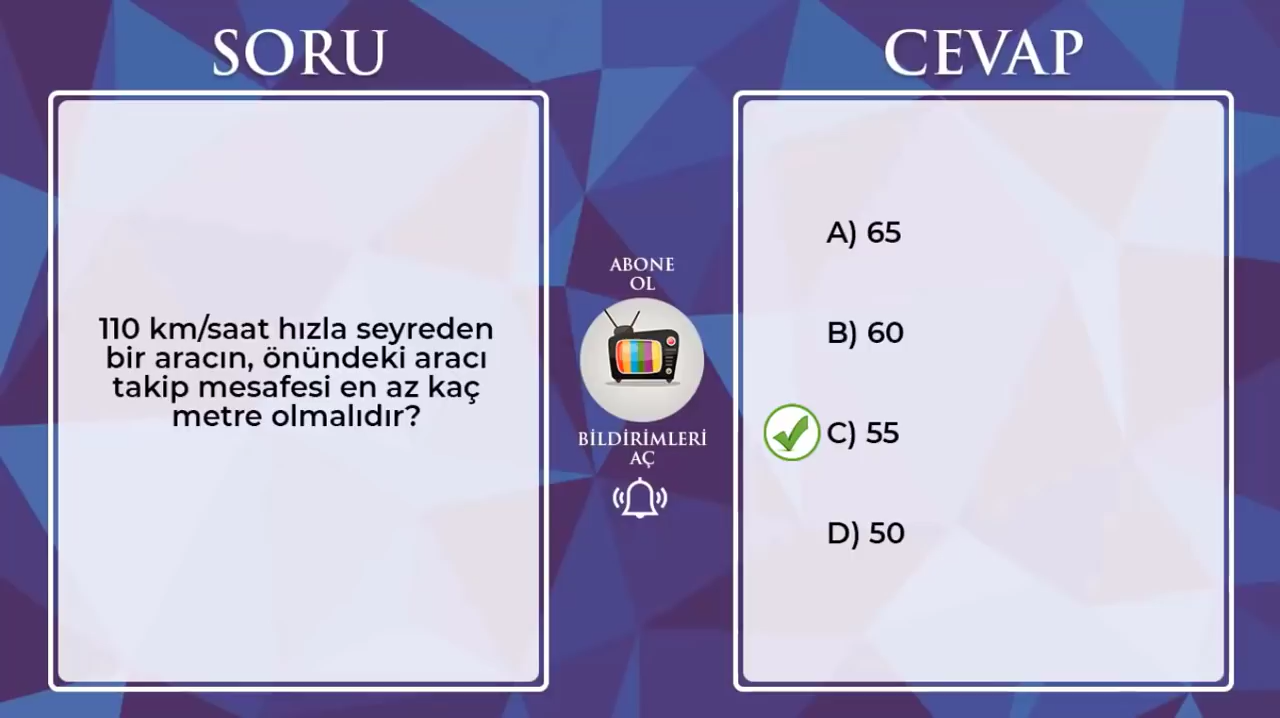 SORU
110 km/saat hızla seyreden
bir aracın, önündeki aracı
takip mesafesi en az kaç
metre olmalıdır?
ABONE
OL
BİLDİRİMLERİ
AÇ
CEVAP
A) 65
B) 60
C) 55
D) 50